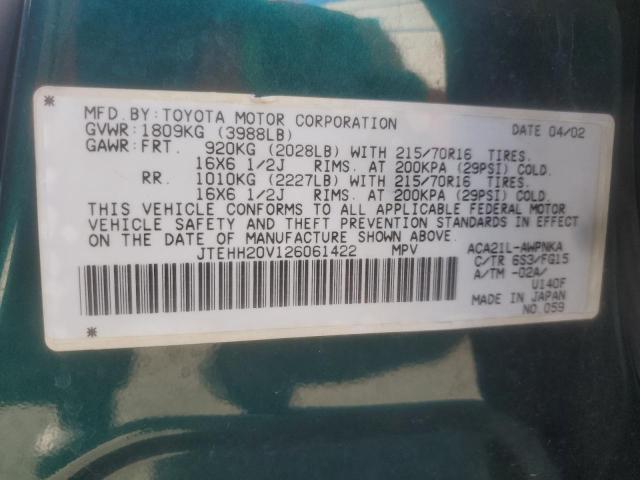 MFD. BY: TOYOTA MOTOR CORPORATION DATE 04/02
GVWR: 1809KG (3988LB)
GAWR: FRT. 920KG (2028LB) WITH 215/70R16 TIRES.
16X6 1/2J RIMS. AT 200KPA (29PSI) COLD.
RR. 1010KG (2227LB) WITH 215/70R16 TIRES.
16X6 1/2J RIMS. AT 200KPA (29PSI) COLD.
THIS VEHICLE CONFORMS TO ALL APPLICABLE FEDERAL MOTOR
VEHICLE SAFETY AND THEFT PREVENTION STANDARDS IN EFFECT
ON THE DATE OF MANUFACTURE SHOWN ABOVE.
JTEHH20V126061422 MPV ACA21L-AWPNKA
C/TR 6S3/FG15
A/TM -02A/
U140F
MADE IN JAPAN
NO.059